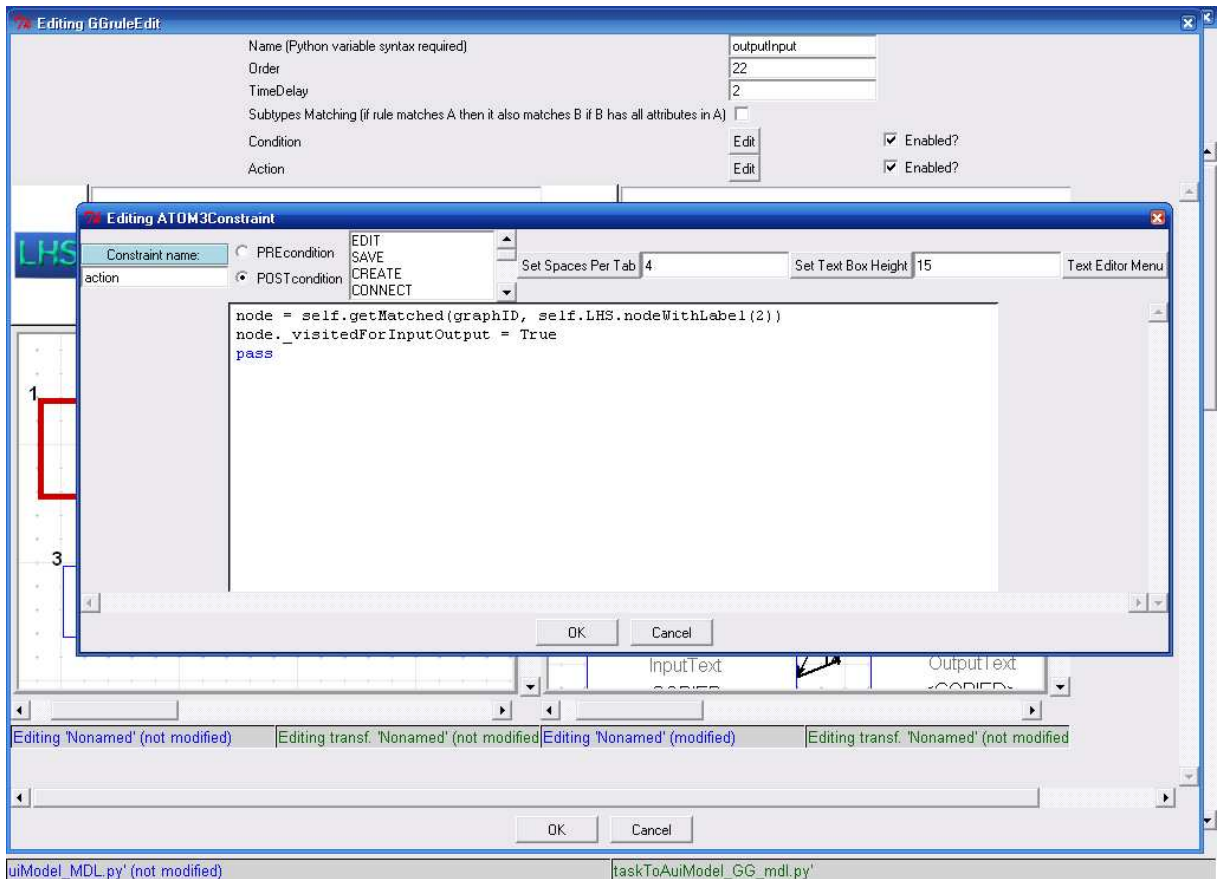 Editing GGruleEdit
Name (Python variable syntax required) outputInput
Order 22
TimeDelay 2
Subtypes Matching (if rule matches A then it also matches B if B has all attributes in A)
Condition Edit Enabled?
Action Edit Enabled?
Editing ATOM3Constraint
LHS
Constraint name: PREcondition EDIT
action POSTcondition SAVE
CREATE
CONNECT
Set Spaces Per Tab 4 Set Text Box Height 15 Text Editor Menu
node = self.getMatched(graphID, self.LHS.nodeWithLabel(2))
node._visitedForInputOutput = True
pass
1
3
OK Cancel
InputText OutputText
<COPIED>
Editing 'Nonamed' (not modified) Editing transf. 'Nonamed' (not modified Editing 'Nonamed' (modified) Editing transf. 'Nonamed' (not modified
OK Cancel
uiModel_MDL.py' (not modified) taskToAuiModel_GG_mdl.py'